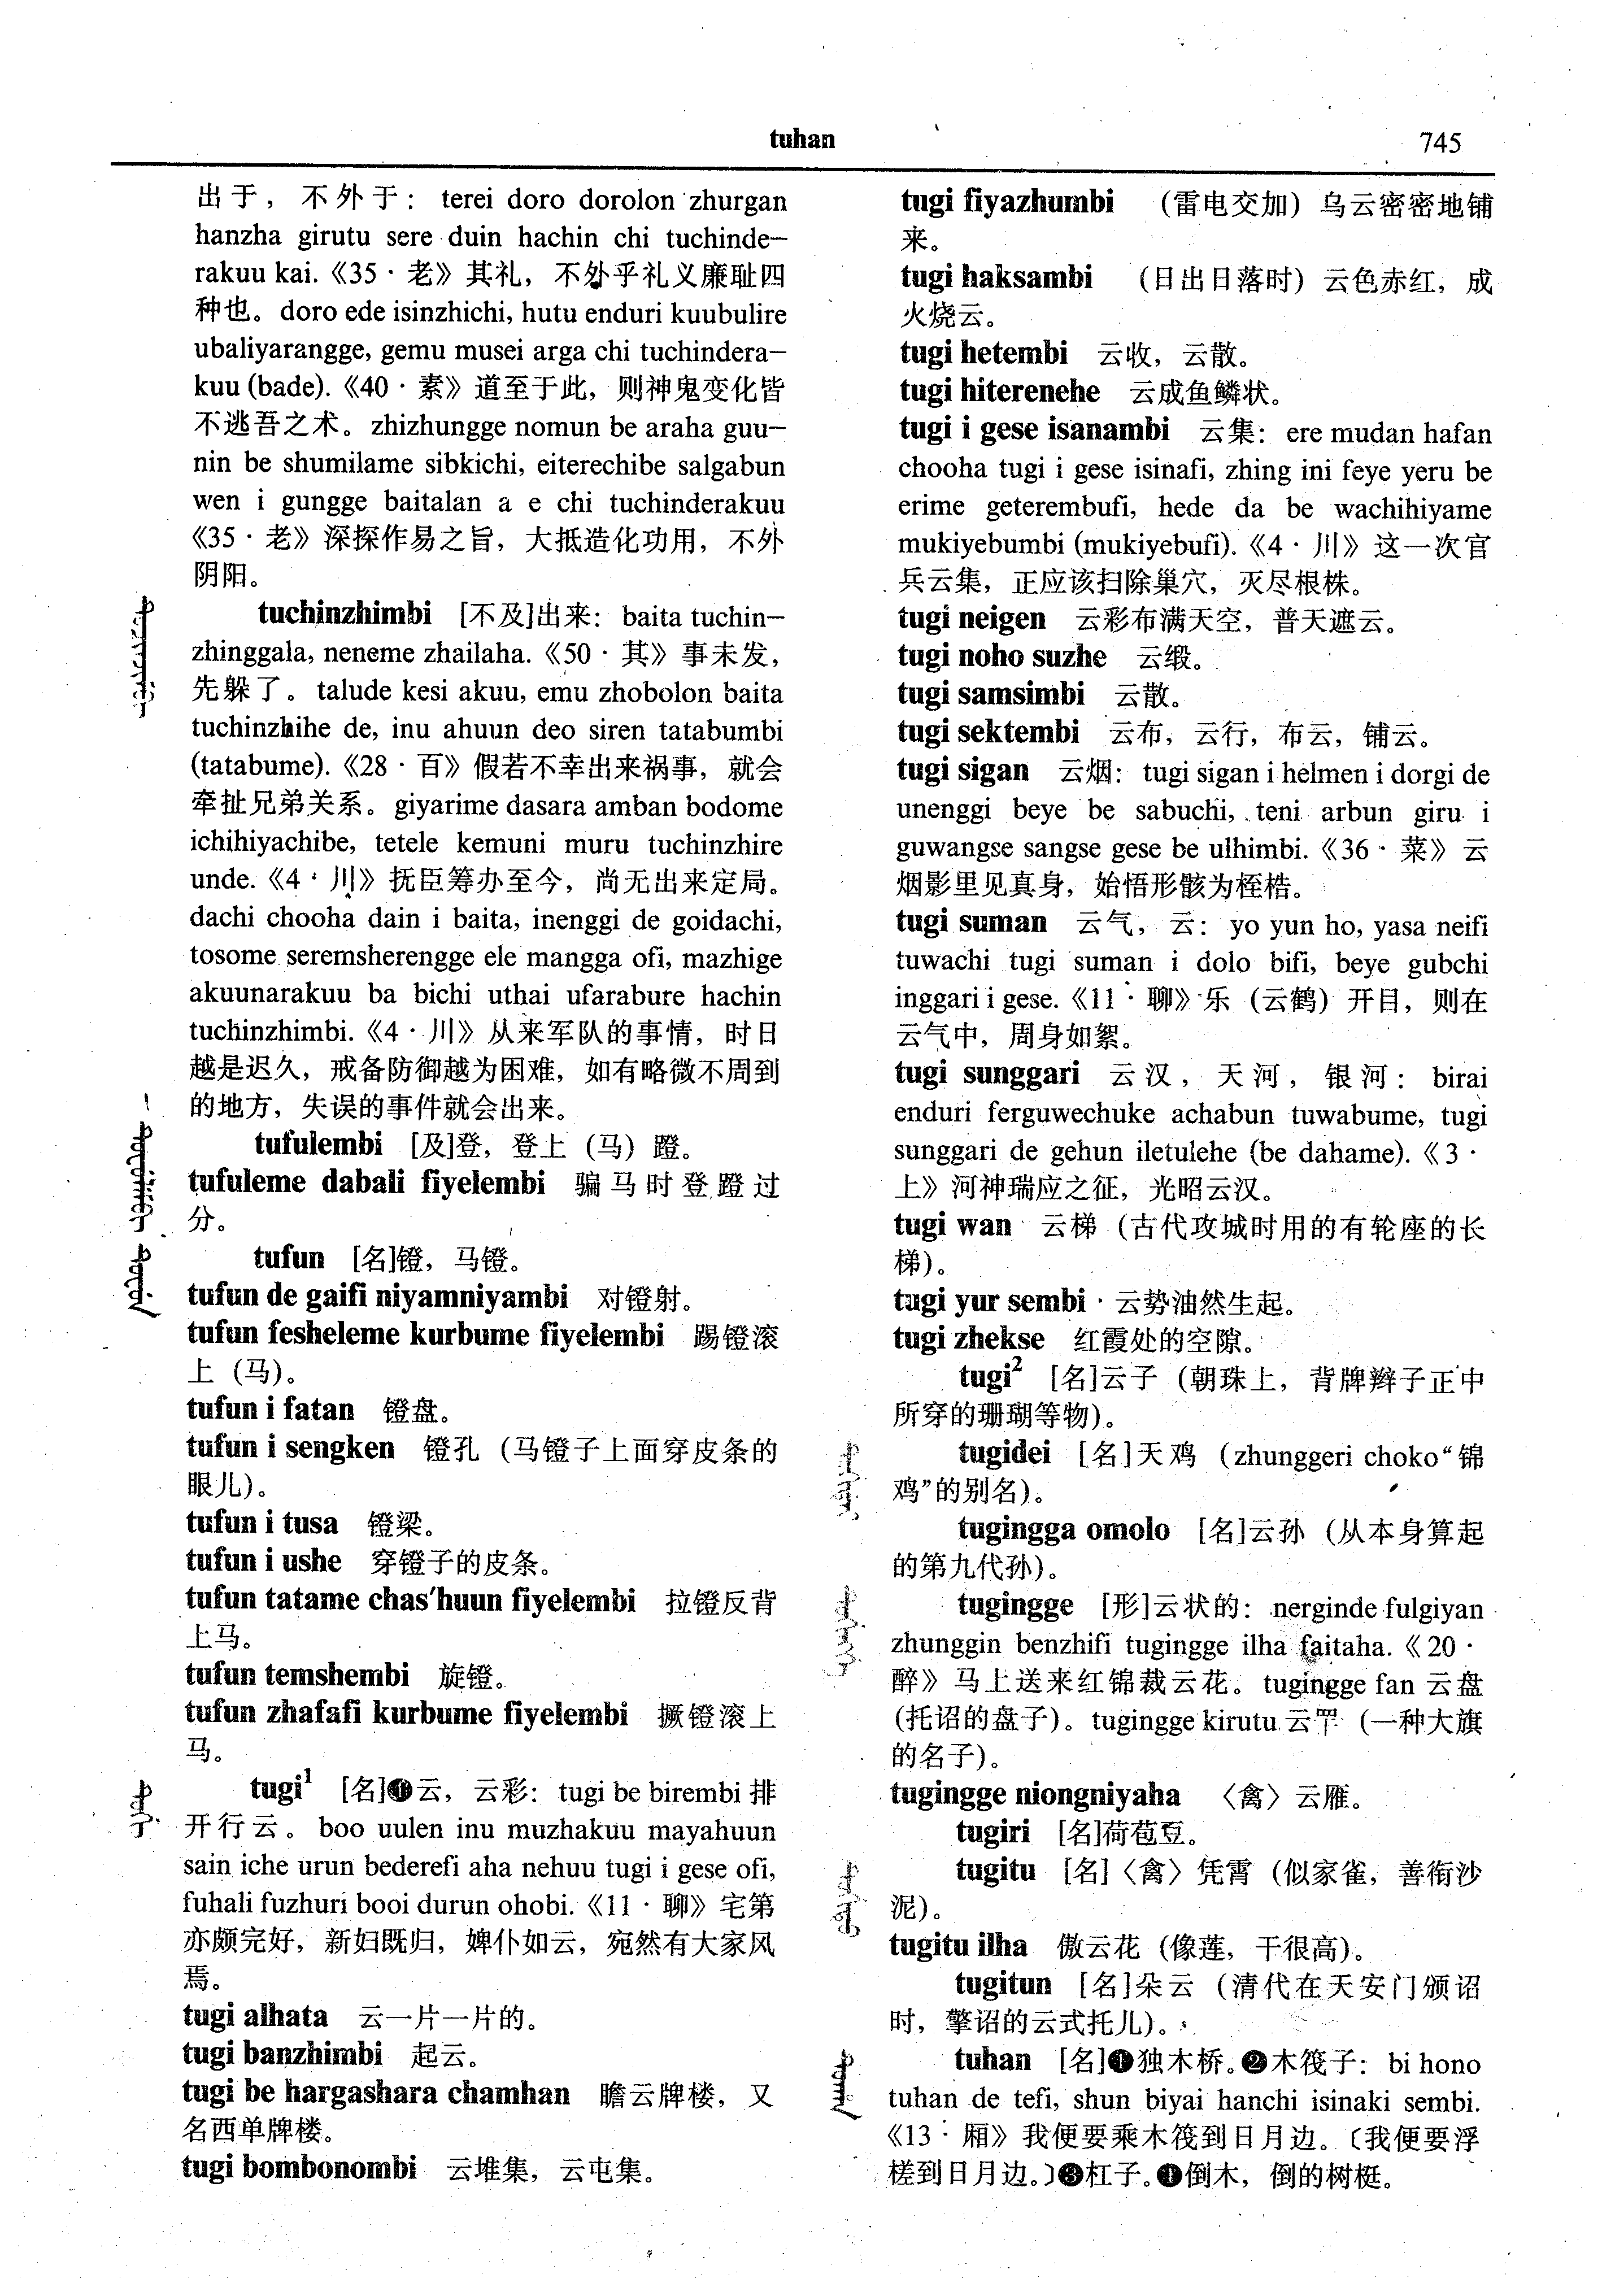 tuhan
745
出于，不外于：terei doro dorolon zhurgan
hanzha girutu sere duin hachin chi tuchinde—
rakuu kai.《35·老》其礼，不外乎礼义廉耻四
种也。doro ede isinzhichi, hutu enduri kuubulire
ubaliyarangge, gemu musei arga chi tuchindera—
kuu (bade).《40·素》道至于此，则神鬼变化皆
不逃吾之术。zhizhungge nomun be araha guu—
nin be shumilame sibkichi, eiterechibe salgabun
wen i gungge baitalan a e chi tuchinderakuu
《35·老》深探作易之旨，大抵造化功用，不外
阴阳。
tuchinzhimbi [不及]出来：baita tuchin—
zhinggala, neneme zhailaha.《50·其》事未发，
先躲了。talude kesi akuu, emu zhobolon baita
tuchinzhihe de, inu ahuun deo siren tatabumbi
(tatabume).《28·百》假若不幸出来祸事，就会
牵扯兄弟关系。giyarime dasara amban bodome
ichihiyachibe, tetele kemuni muru tuchinzhire
unde.《4·川》抚臣筹办至今，尚无出来定局。
dachi chooha dain i baita, inenggi de goidachi,
tosome seremsherengge ele mangga ofi, mazhige
akuunarakuu ba bichi uthai ufarabure hachin
tuchinzhimbi.《4·川》从来军队的事情，时日
越是迟久，戒备防御越为困难，如有略微不周到
的地方，失误的事件就会出来。
tufulembi [及]登，登上（马）蹬。
tufuleme dabali fiyelembi 骗马时登蹬过
分。
tufun [名]镫，马镫。
tufun de gaifi niyamniyambi 对镫射。
tufun fesheleme kurbume fiyelembi 踢镫滚
上（马）。
tufun i fatan 镫盘。
tufun i sengken 镫孔（马镫子上面穿皮条的
眼儿）。
tufun i tusa 镫梁。
tufun i ushe 穿镫子的皮条。
tufun tatame chas'huun fiyelembi 拉镫反背
上马。
tufun temshembi 旋镫。
tufun zhafafi kurbume fiyelembi 撅镫滚上
马。
tugi¹ [名]❶云，云彩：tugi be birembi 排
开行云。boo uulen inu muzhakuu mayahuun
sain iche urun bederefi aha nehuu tugi i gese ofi,
fuhali fuzhuri booi durun ohobi.《11·聊》宅第
亦颇完好，新妇既归，婢仆如云，宛然有大家风
焉。
tugi alhata 云一片一片的。
tugi banzhimbi 起云。
tugi be hargashara chamhan 瞻云牌楼，又
名西单牌楼。
tugi bombonombi 云堆集，云屯集。
tugi fiyazhumbi （雷电交加）乌云密密地铺
来。
tugi haksambi （日出日落时）云色赤红，成
火烧云。
tugi hetembi 云收，云散。
tugi hiterenehe 云成鱼鳞状。
tugi i gese isanambi 云集：ere mudan hafan
chooha tugi i gese isinafi, zhing ini feye yeru be
erime geterembufi, hede da be wachihiyame
mukiyebumbi (mukiyebufi).《4·川》这一次官
兵云集，正应该扫除巢穴，灭尽根株。
tugi neigen 云彩布满天空，普天遮云。
tugi noho suzhe 云缎。
tugi samsimbi 云散。
tugi sektembi 云布，云行，布云，铺云。
tugi sigan 云烟：tugi sigan i helmen i dorgi de
unenggi beye be sabuchi, teni arbun giru i
guwangse sangse gese be ulhimbi.《36·菜》云
烟影里见真身，始悟形骸为桎梏。
tugi suman 云气，云：yo yun ho, yasa neifi
tuwachi tugi suman i dolo bifi, beye gubchi
inggari i gese.《11·聊》乐（云鹤）开目，则在
云气中，周身如絮。
tugi sunggari 云汉，天河，银河：birai
enduri ferguwechuke achabun tuwabume, tugi
sunggari de gehun iletulehe (be dahame).《3·
上》河神瑞应之征，光昭云汉。
tugi wan 云梯（古代攻城时用的有轮座的长
梯）。
tugi yur sembi 云势油然生起。
tugi zhekse 红霞处的空隙。
tugi² [名]云子（朝珠上，背牌辫子正中
所穿的珊瑚等物）。
tugidei [名]天鸡（zhunggeri choko“锦
鸡”的别名）。
tugingga omolo [名]云孙（从本身算起
的第九代孙）。
tugingge [形]云状的：nerginde fulgiyan
zhunggin benzhifi tugingge ilha faitaha.《20·
醉》马上送来红锦裁云花。tugingge fan 云盘
（托诏的盘子）。tugingge kirutu 云罕（一种大旗
的名子）。
tugingge niongniyaha 〈禽〉云雁。
tugiri [名]荷苞豆。
tugitu [名]〈禽〉凭霄（似家雀，善衔沙
泥）。
tugitu ilha 傲云花（像莲，干很高）。
tugitun [名]朵云（清代在天安门颁诏
时，擎诏的云式托儿）。
tuhan [名]❶独木桥。❷木筏子：bi hono
tuhan de tefi, shun biyai hanchi isinaki sembi.
《13·厢》我便要乘木筏到日月边。〔我便要浮
槎到日月边。〕❸杠子。❹倒木，倒的树梃。